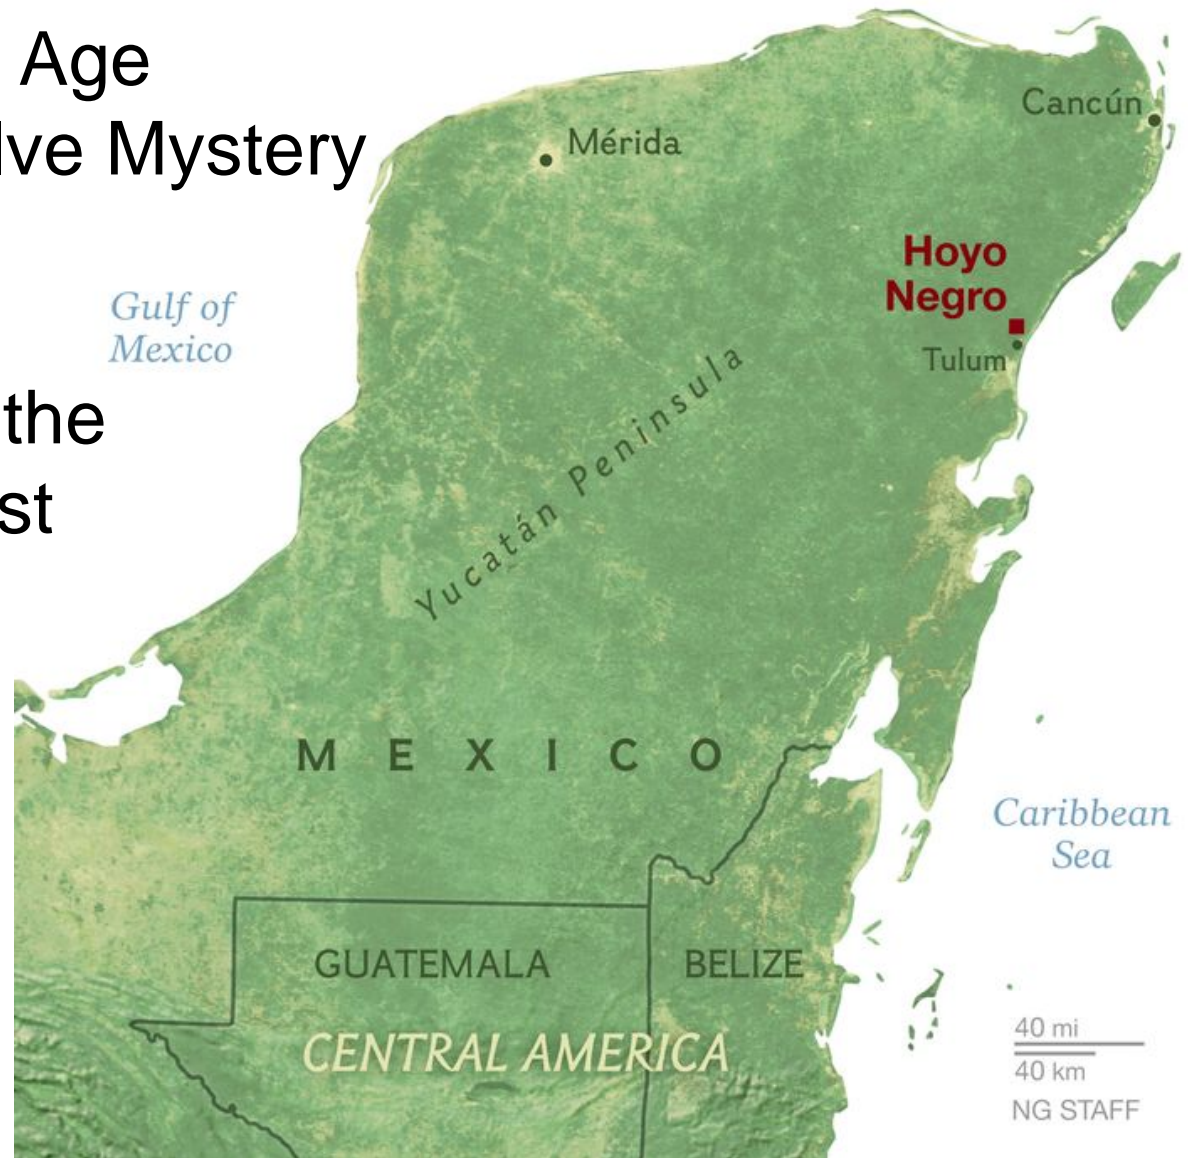 Age
lve Mystery
Cancún
Mérida
Hoyo
Negro
Gulf of
Mexico
Tulum
Yucatán Peninsula
the
st
MEXICO
Caribbean
Sea
GUATEMALA
BELIZE
CENTRAL AMERICA
40 mi
40 km
NG STAFF